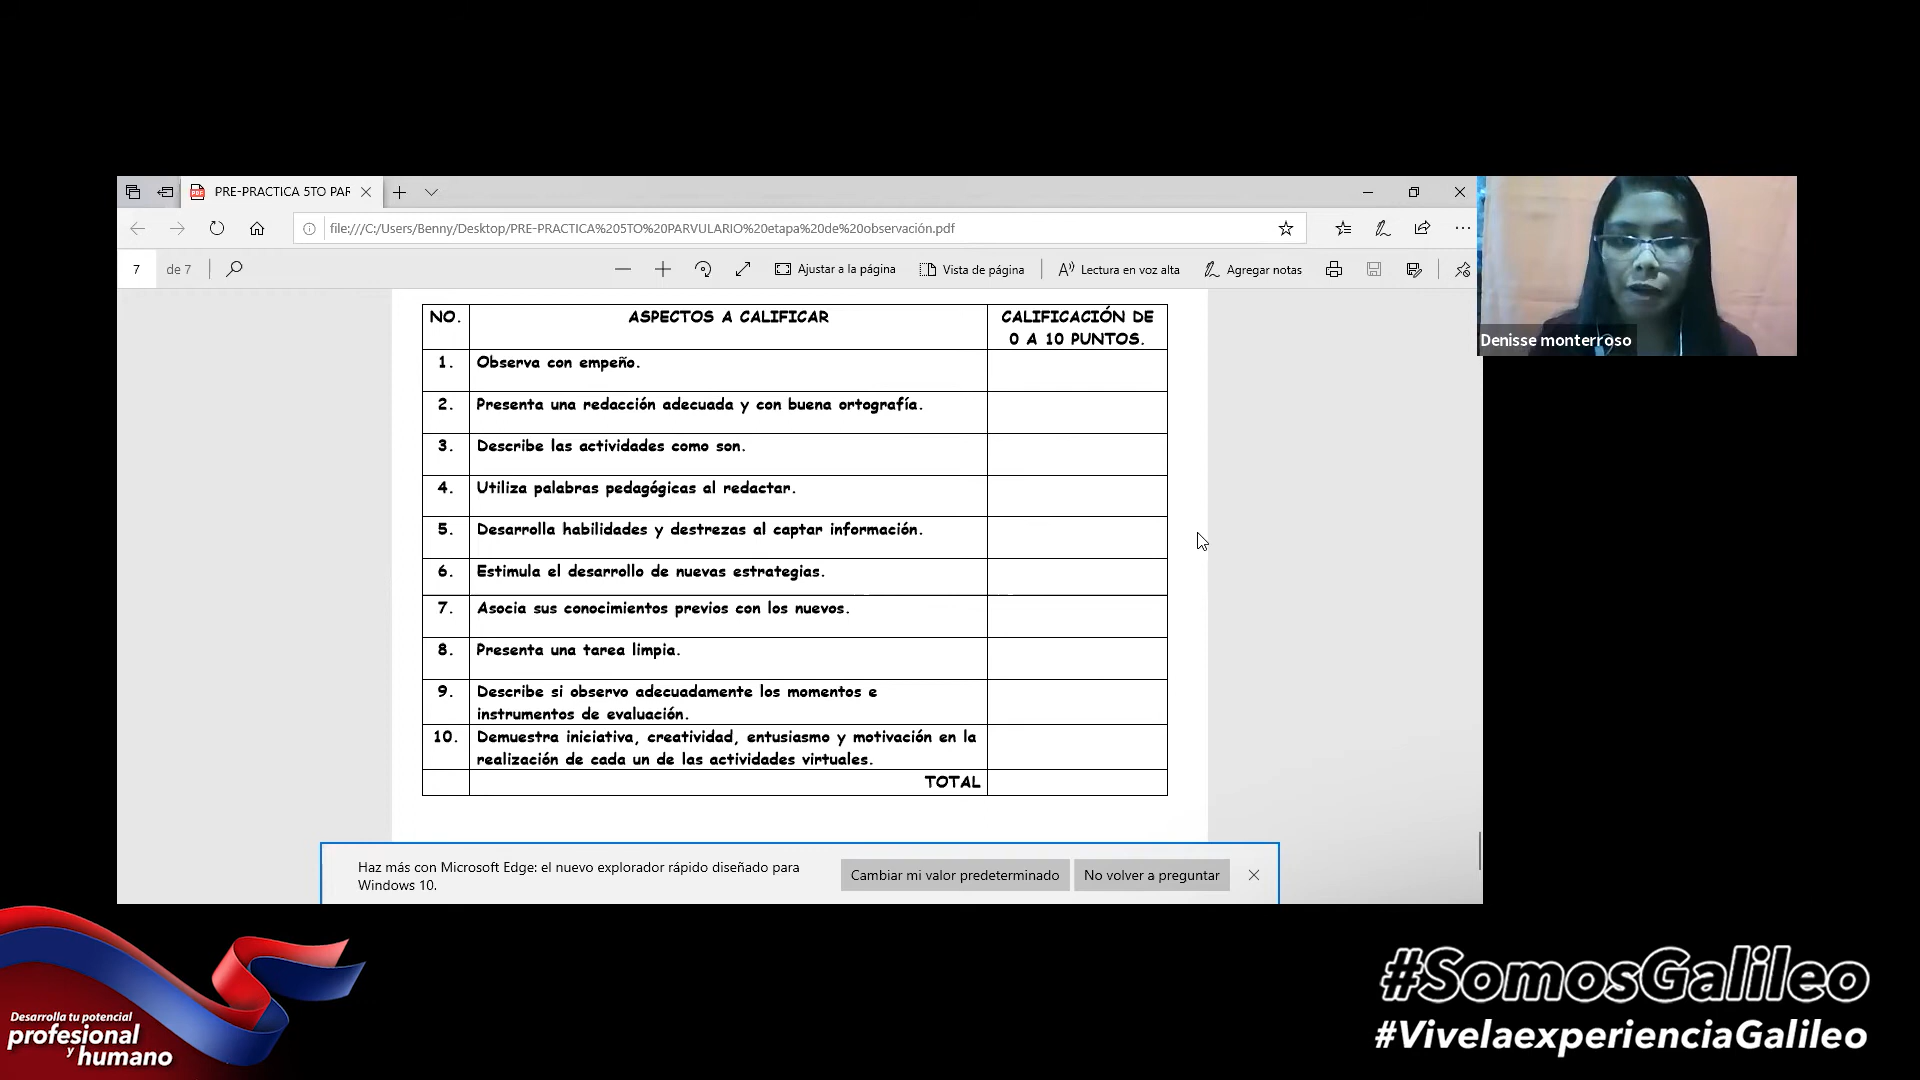 PRE-PRACTICA 5TO PAR
file:///C:/Users/Benny/Desktop/PRE-PRACTICA%205TO%20PARVULARIO%20etapa%20de%20observación.pdf
7 de 7
Ajustar a la página
Vista de página
Lectura en voz alta
Agregar notas
Denisse monterroso
NO. ASPECTOS A CALIFICAR CALIFICACIÓN DE
0 A 10 PUNTOS.
1. Observa con empeño.
2. Presenta una redacción adecuada y con buena ortografía.
3. Describe las actividades como son.
4. Utiliza palabras pedagógicas al redactar.
5. Desarrolla habilidades y destrezas al captar información.
6. Estimula el desarrollo de nuevas estrategias.
7. Asocia sus conocimientos previos con los nuevos.
8. Presenta una tarea limpia.
9. Describe si observo adecuadamente los momentos e
instrumentos de evaluación.
10. Demuestra iniciativa, creatividad, entusiasmo y motivación en la
realización de cada un de las actividades virtuales.
TOTAL
Haz más con Microsoft Edge: el nuevo explorador rápido diseñado para
Windows 10.
Cambiar mi valor predeterminado
No volver a preguntar
Desarrolla tu potencial
profesional
y humano
#SomosGalileo
#VivelaexperienciaGalileo